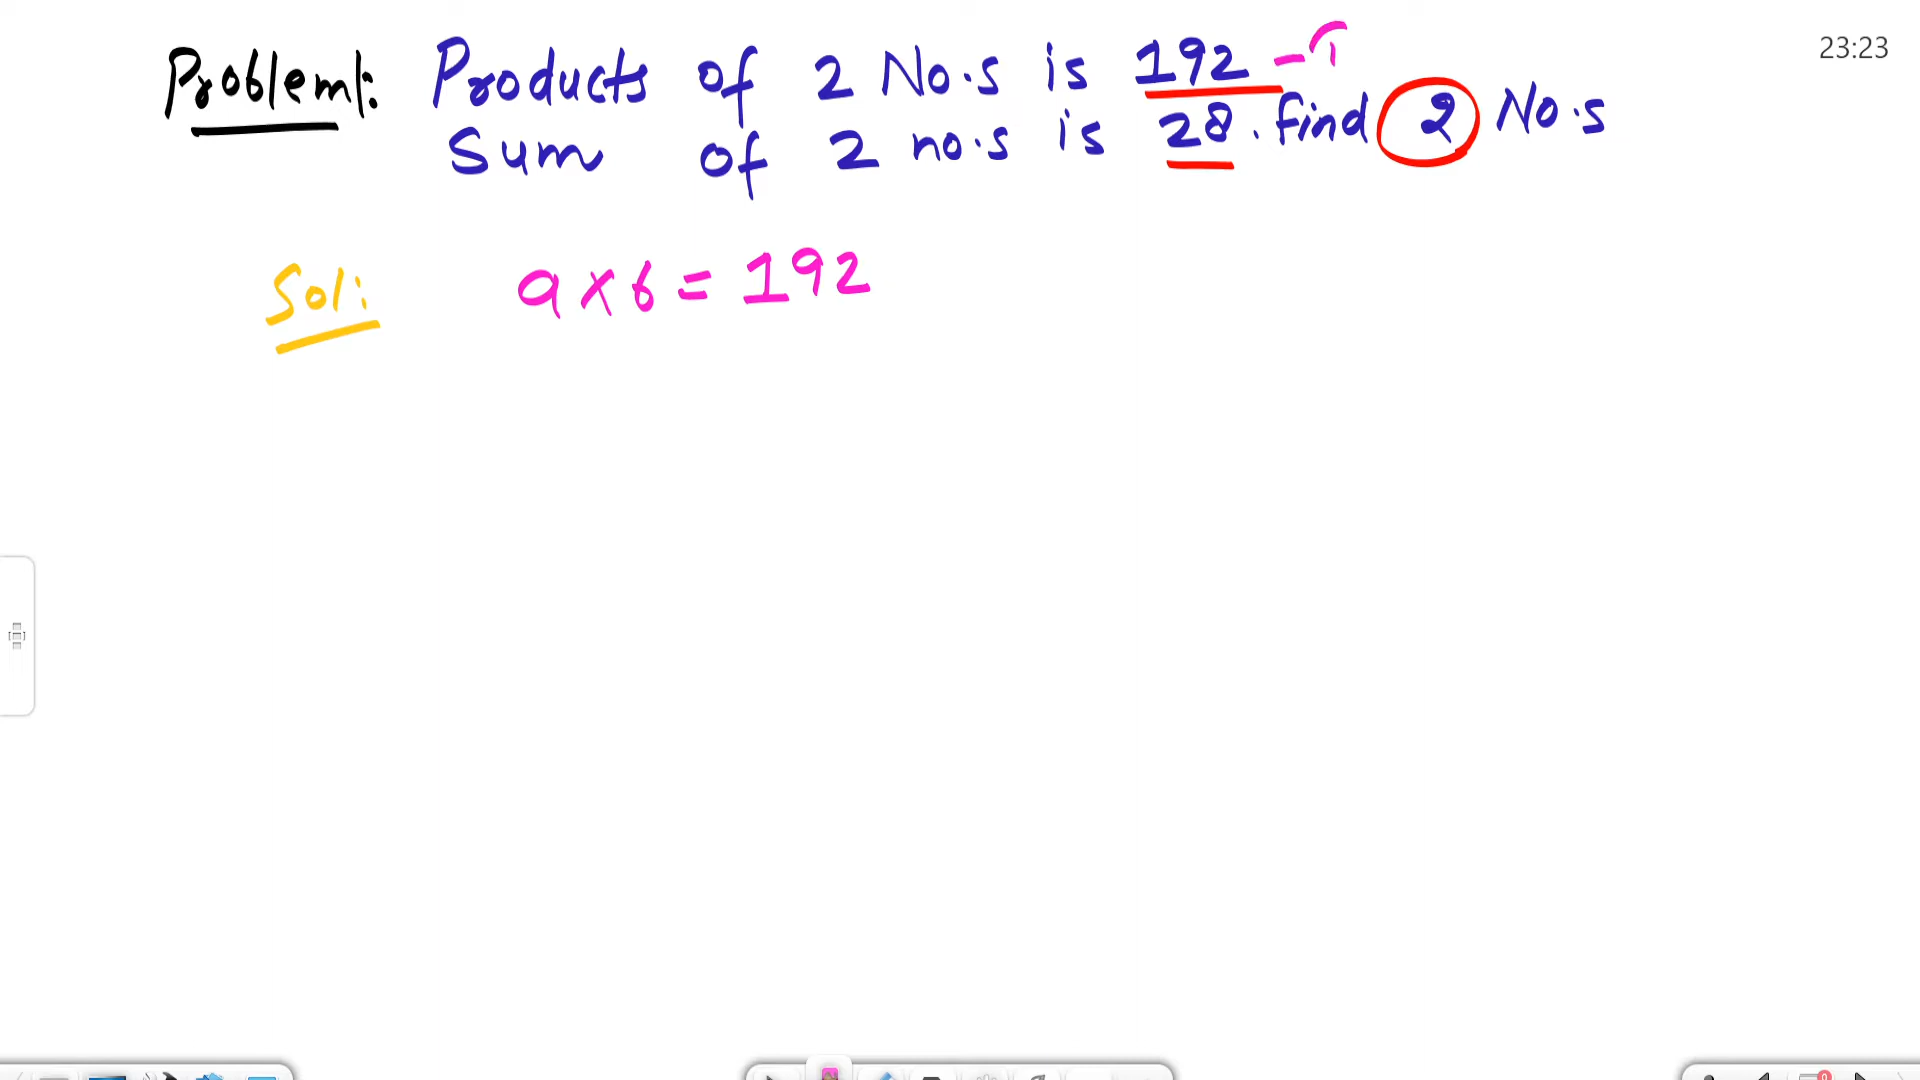 23:23
Problem: Products of 2 No.s is 192 -
Sum of 2 no.s is 28. find 2 No.s
Sol: a x b = 192